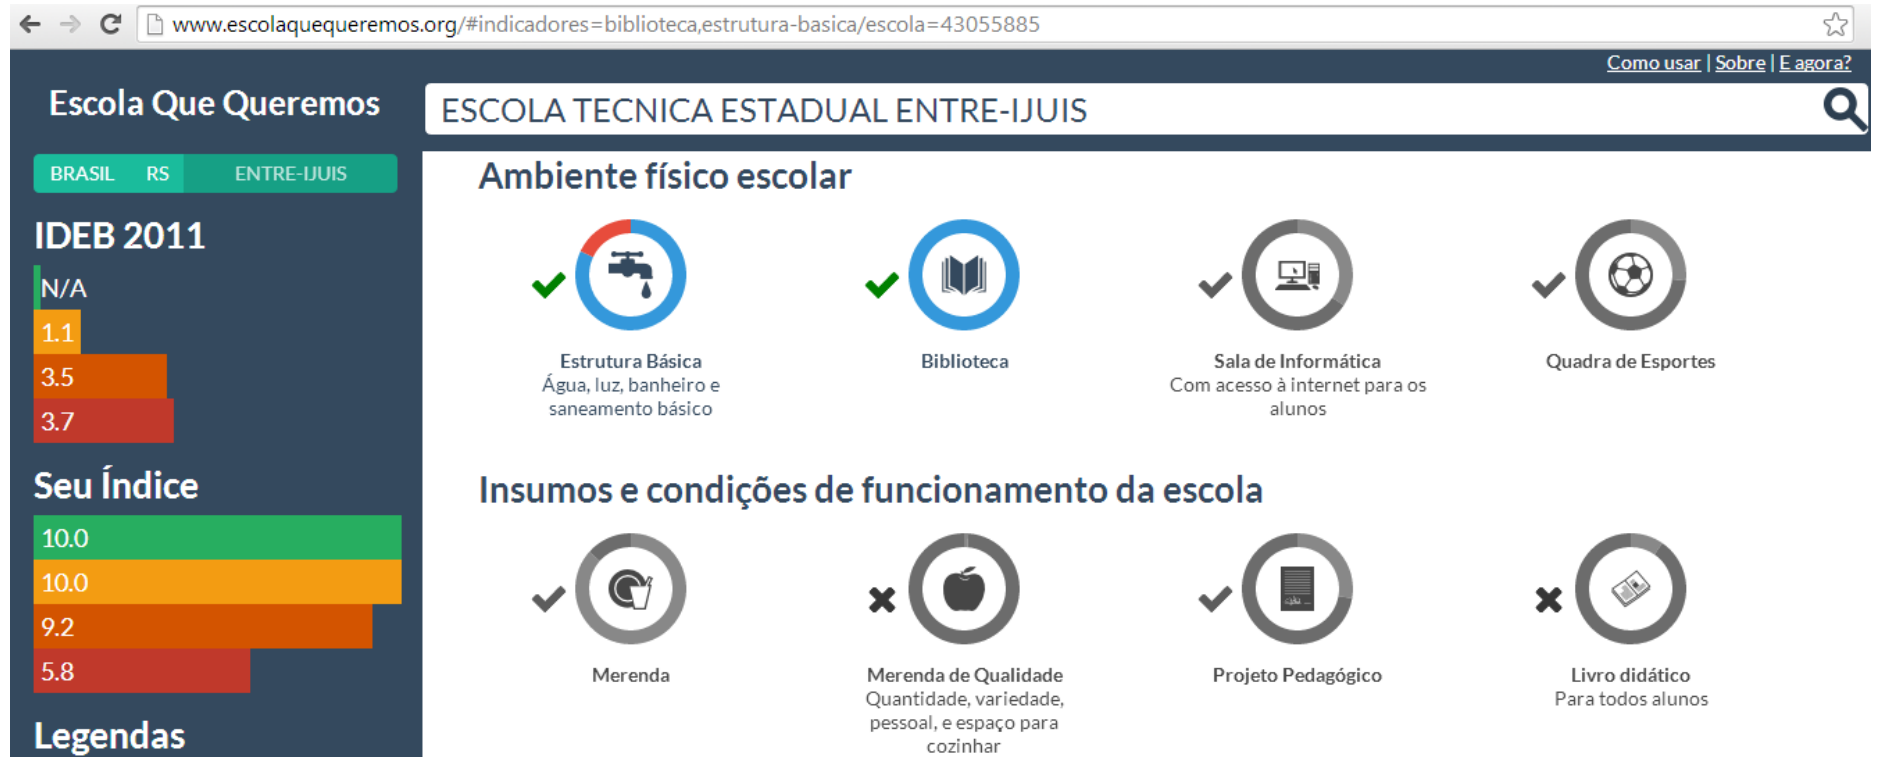 www.escolaquequeremos.org/#indicadores=biblioteca,estrutura-basica/escola=43055885
Como usar | Sobre | E agora?
Escola Que Queremos
ESCOLA TECNICA ESTADUAL ENTRE-IJUIS
BRASIL RS ENTRE-IJUIS
IDEB 2011
N/A
1.1
3.5
3.7
Seu Índice
10.0
10.0
9.2
5.8
Legendas
Ambiente físico escolar
Estrutura Básica
Água, luz, banheiro e
saneamento básico
Biblioteca
Sala de Informática
Com acesso à internet para os
alunos
Quadra de Esportes
Insumos e condições de funcionamento da escola
Merenda
Merenda de Qualidade
Quantidade, variedade,
pessoal, e espaço para
cozinhar
Projeto Pedagógico
Livro didático
Para todos alunos